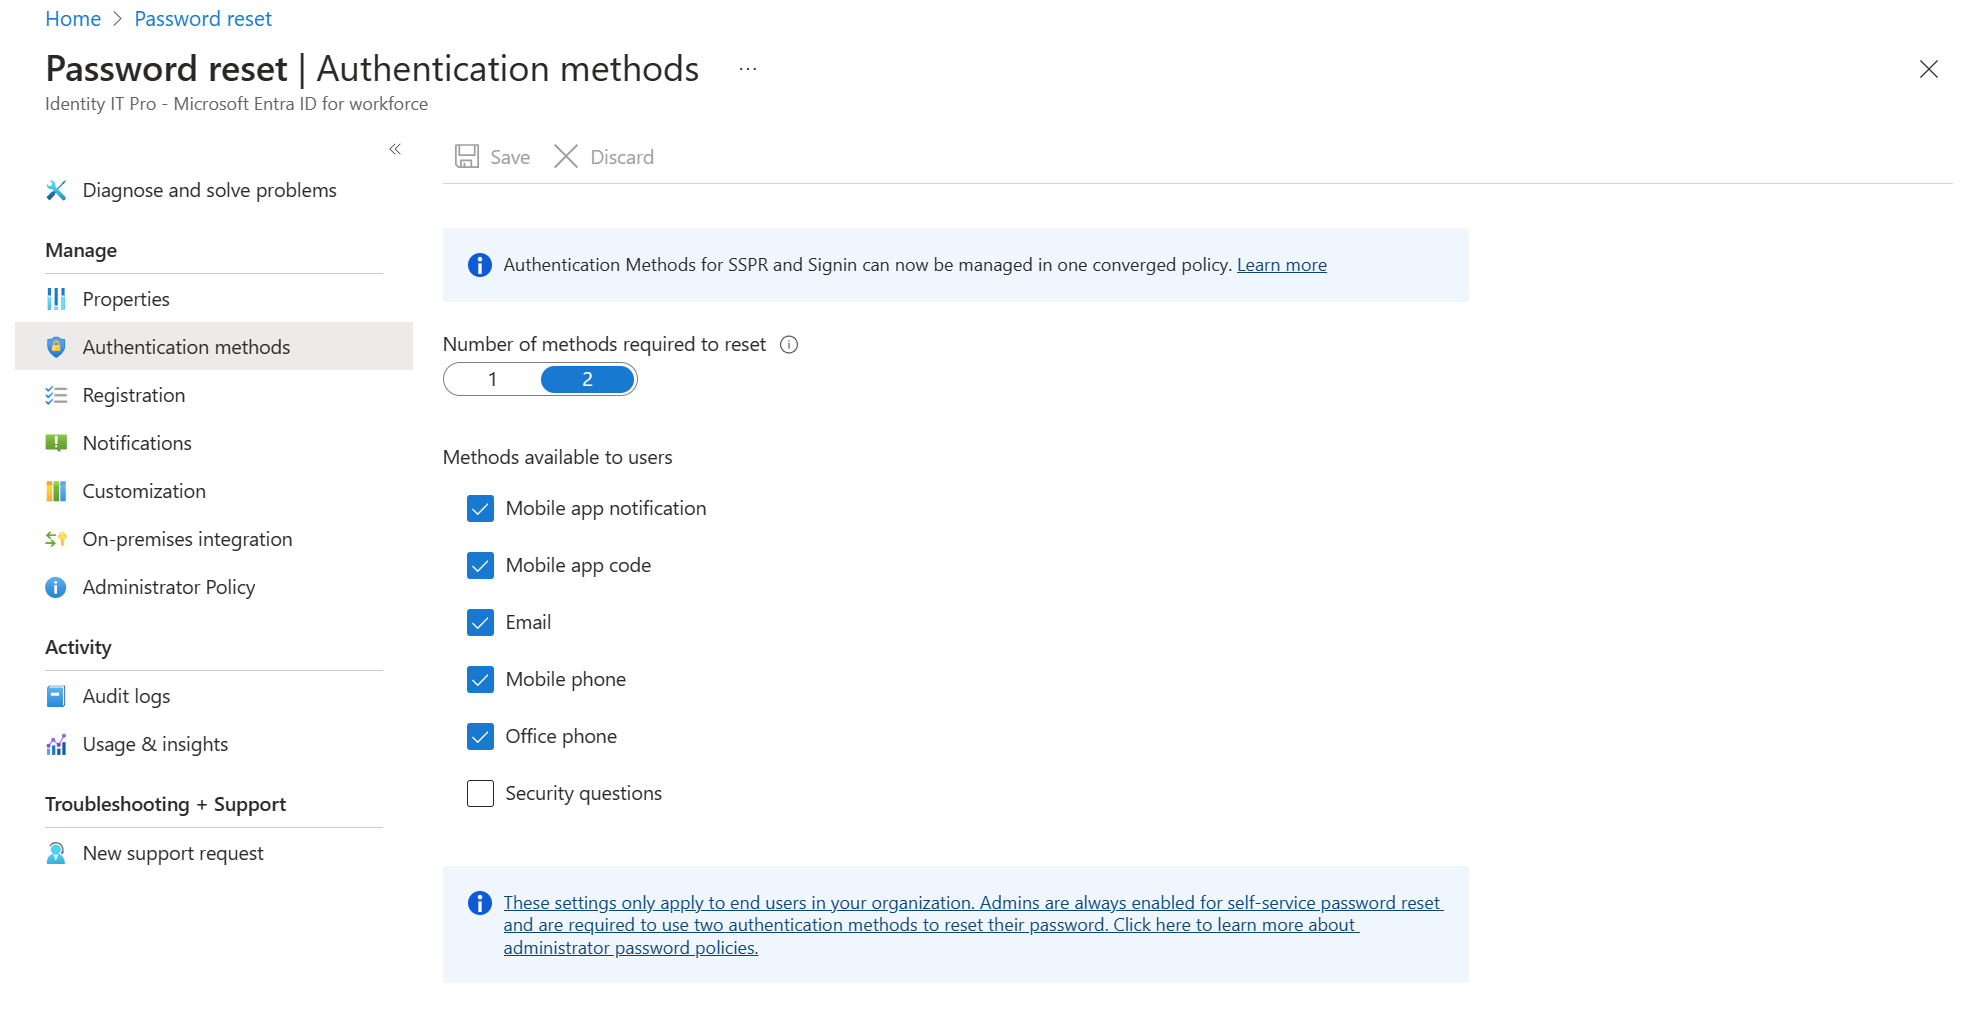 Home > Password reset
Password reset | Authentication methods ...
Identity IT Pro - Microsoft Entra ID for workforce
«
Diagnose and solve problems
Manage
Properties
Authentication methods
Registration
Notifications
Customization
On-premises integration
Administrator Policy
Activity
Audit logs
Usage & insights
Troubleshooting + Support
New support request
Save Discard
Authentication Methods for SSPR and Signin can now be managed in one converged policy. Learn more
Number of methods required to reset
1 2
Methods available to users
Mobile app notification
Mobile app code
Email
Mobile phone
Office phone
Security questions
These settings only apply to end users in your organization. Admins are always enabled for self-service password reset
and are required to use two authentication methods to reset their password. Click here to learn more about
administrator password policies.